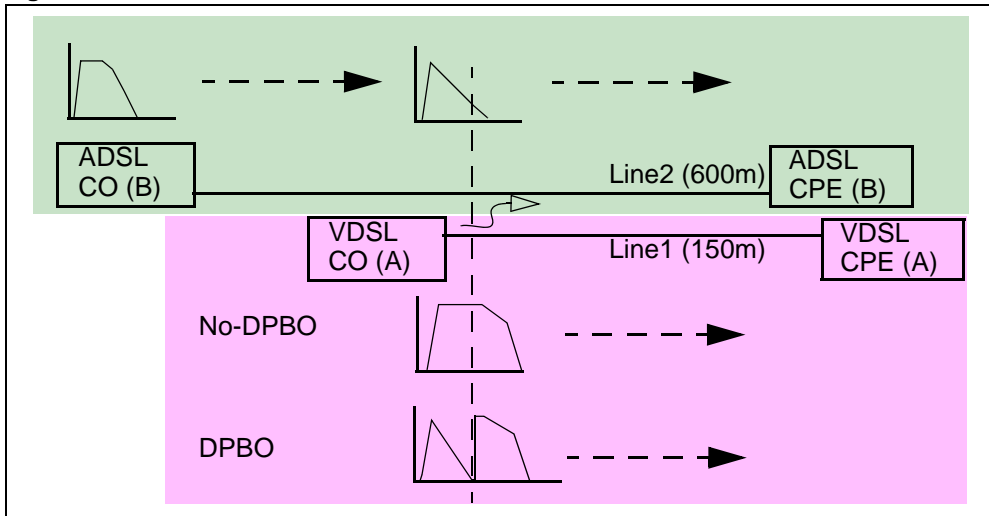 ADSL
CO (B)
Line2 (600m)
ADSL
CPE (B)
VDSL
CO (A)
Line1 (150m)
VDSL
CPE (A)
No-DPBO
DPBO